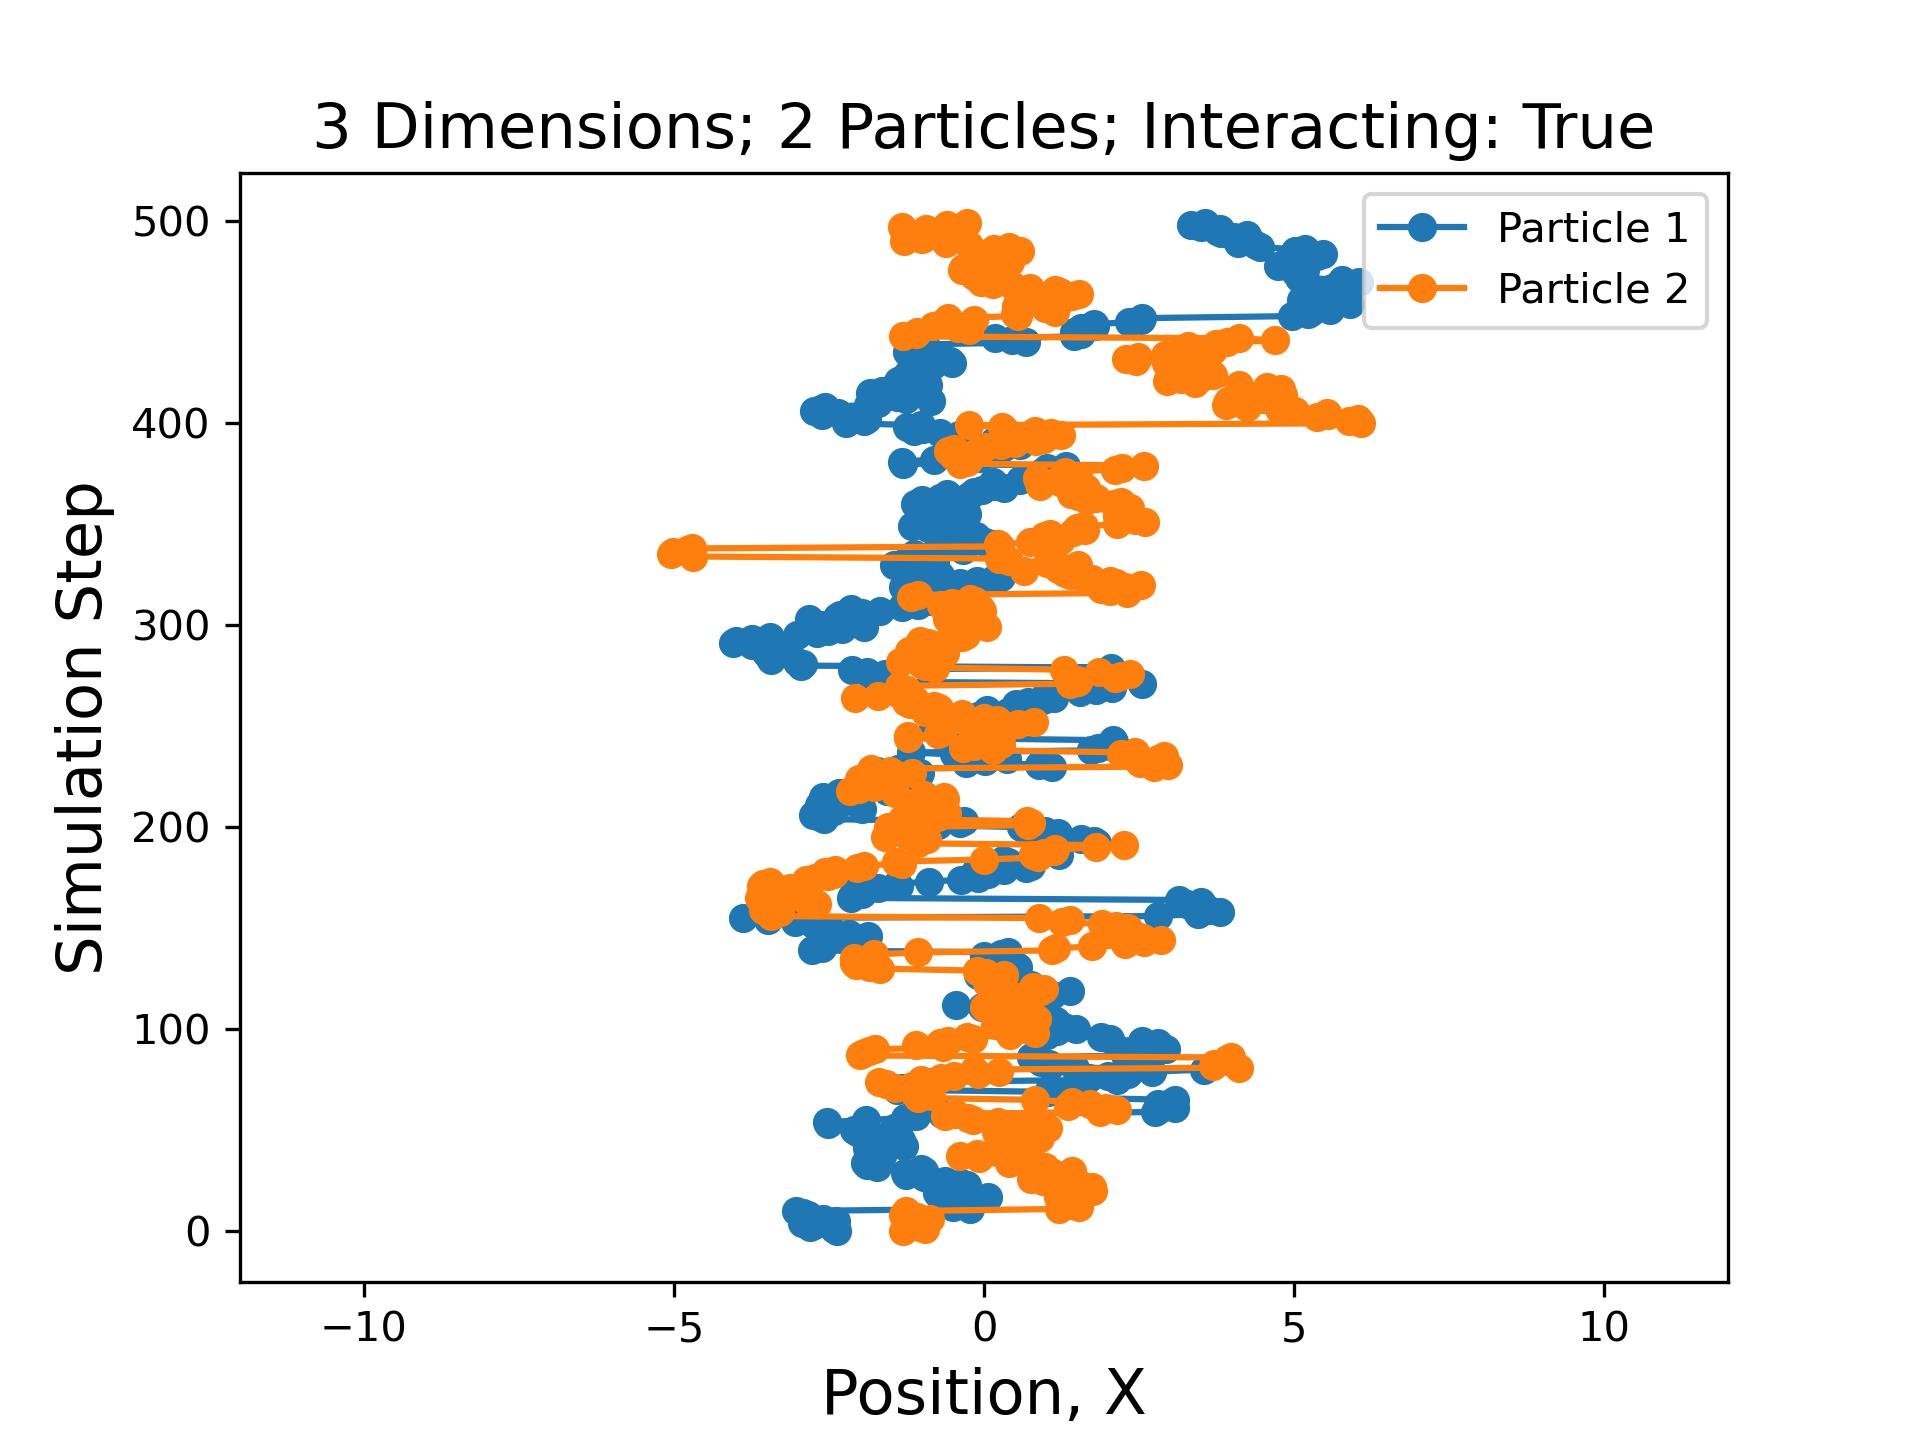 3 Dimensions; 2 Particles; Interacting: True
Particle 1
Particle 2
500
400
300
200
100
0
Simulation Step
−10
−5
0
5
10
Position, X